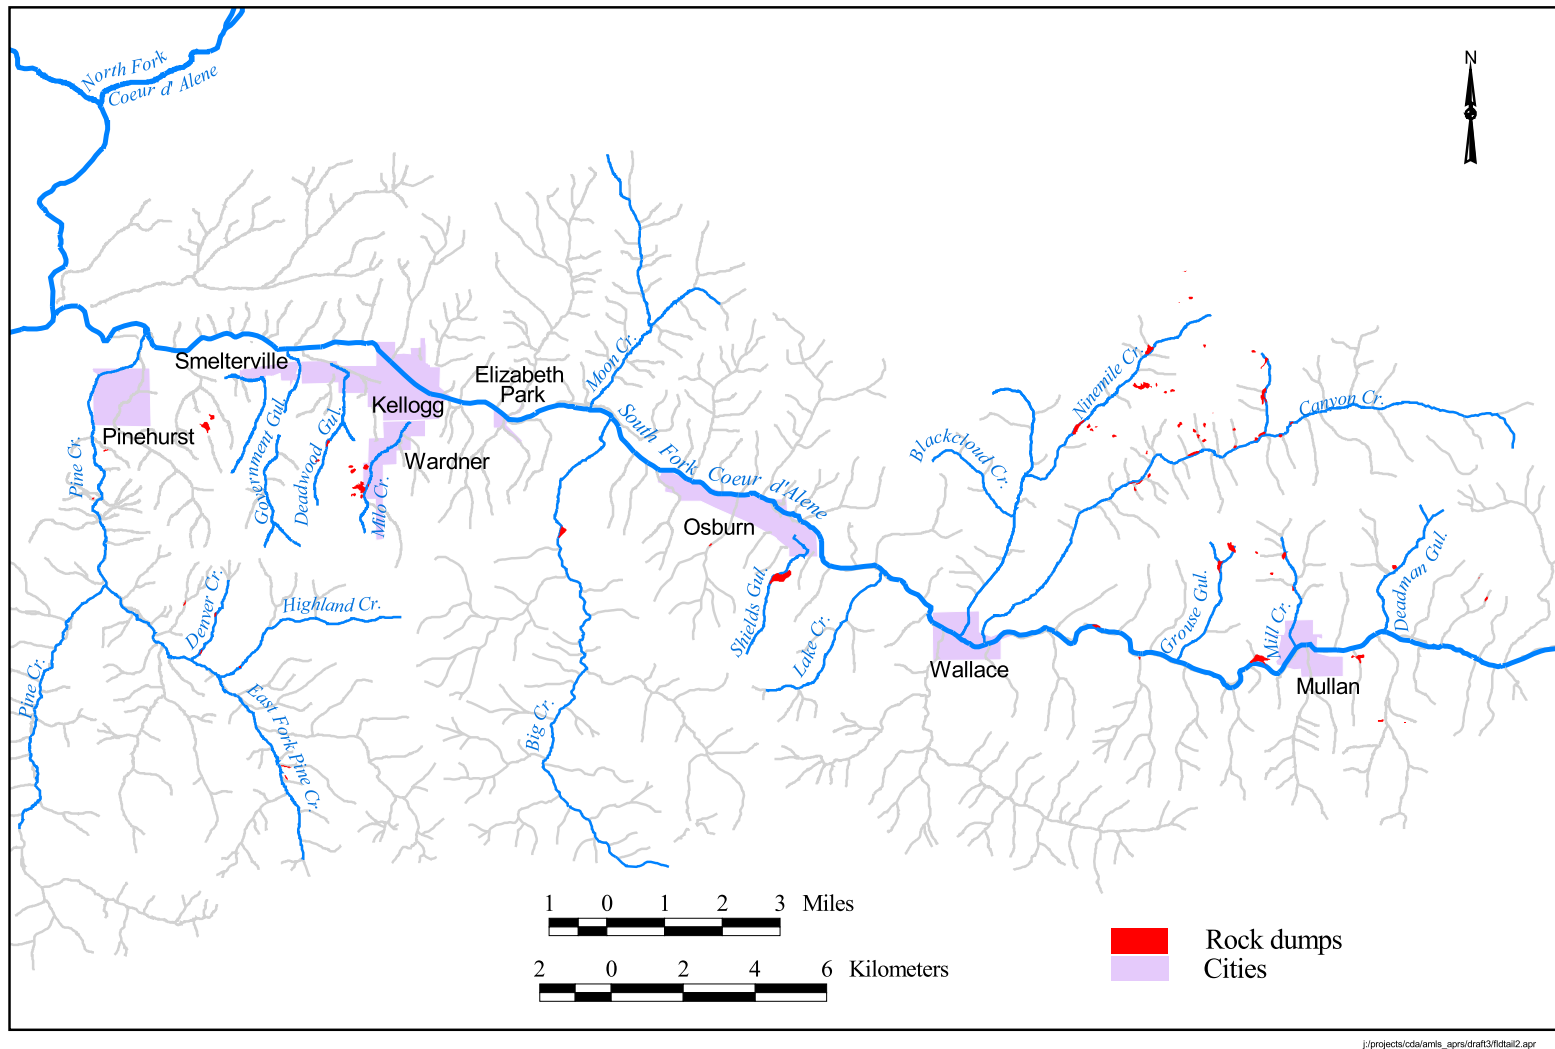 N
North Fork
Coeur d' Alene
Moon Cr.
Smelterville
Elizabeth
Park
Kellogg
Pinehurst
Wardner
Pine Cr.
Government Gul.
Deadwood Gul.
Milo Cr.
South Fork Coeur d'Alene
Osburn
Ninemile Cr.
Canyon Cr.
Blackcloud Cr.
Denver Cr.
Highland Cr.
Shields Gul.
Lake Cr.
Wallace
Grouse Gul.
Mill Cr.
Deadman Gul.
Mullan
Pine Cr.
East Fork Pine Cr.
Big Cr.
1 0 1 2 3 Miles
2 0 2 4 6 Kilometers
Rock dumps
Cities
j:/projects/cda/amls_aprs/draft3/fldtail2.apr